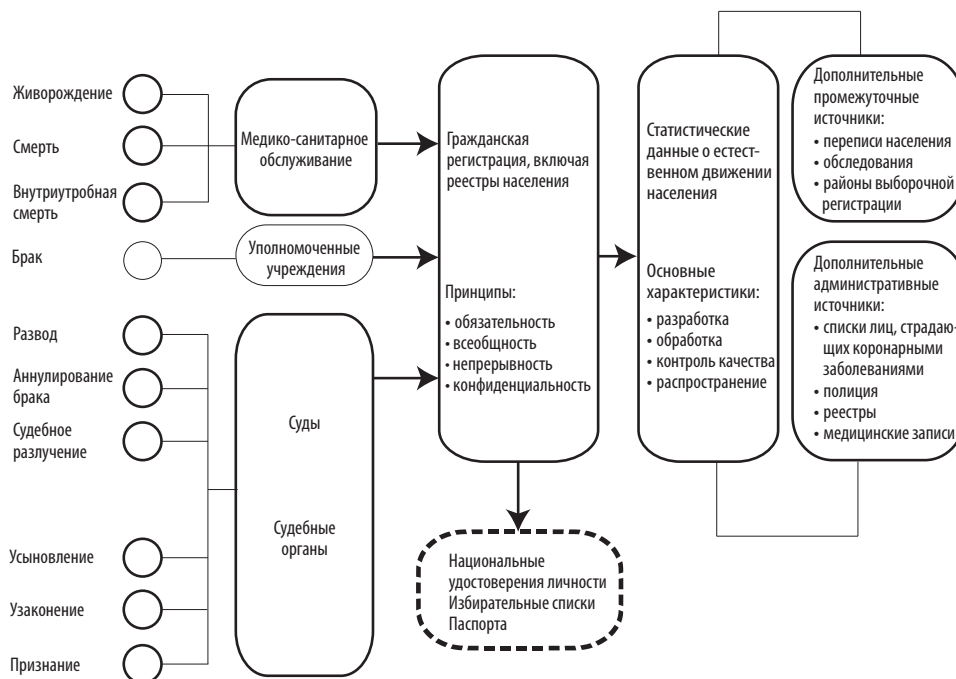 Живорождение
Смерть
Внутриутробная
смерть
Брак
Развод
Аннулирование
брака
Судебное
разлучение
Усыновление
Узаконение
Признание
Медико-санитарное
обслуживание
Уполномоченные
учреждения
Суды
Судебные
органы
Гражданская
регистрация, включая
реестры населения
Принципы:
• обязательность
• всеобщность
• непрерывность
• конфиденциальность
Национальные
удостоверения личности
Избирательные списки
Паспорта
Статистические
данные о естест-
венном движении
населения
Основные
характеристики:
• разработка
• обработка
• контроль качества
• распространение
Дополнительные
промежуточные
источники:
• переписи населения
• обследования
• районы выборочной
регистрации
Дополнительные
административные
источники:
• списки лиц, страдаю-
щих коронарными
заболеваниями
• полиция
• реестры
• медицинские записи